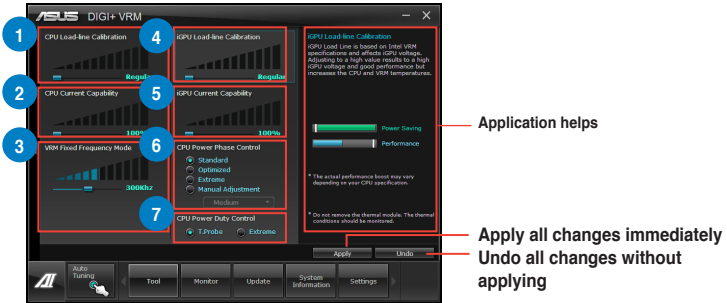 ASUS DIGI+ VRM
1
CPU Load-line Calibration
Regular
4
iGPU Load-line Calibration
Regular
iGPU Load-line Calibration
iGPU Load Line is based on Intel VRM
specifications and affects iGPU voltage.
Adjusting to a high value results to a high
iGPU voltage and good performance but
increases the CPU and VRM temperatures.
2
CPU Current Capability
100%
5
iGPU Current Capability
100%
Power Saving
Performance
Application helps
3
VRM Fixed Frequency Mode
300Khz
6
CPU Power Phase Control
Standard
Optimized
Extreme
Manual Adjustment
Medium
* The actual performance boost may vary
depending on your CPU specification.
7
CPU Power Duty Control
T.Probe
Extreme
* Do not remove the thermal module. The thermal
conditions should be monitored.
Apply
Undo
Apply all changes immediately
Undo all changes without
applying
Auto
Tuning
Tool
Monitor
Update
System
Information
Settings